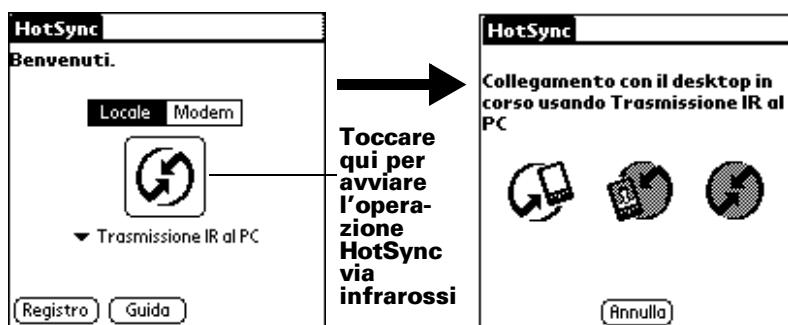 HotSync
Benvenuti.
Locale Modem
Trasmissione IR al PC
Registro Guida
Toccare
qui per
avviare
l'opera-
zione
HotSync
via
infrarossi
HotSync
Collegamento con il desktop in
corso usando Trasmissione IR al
PC
Annulla